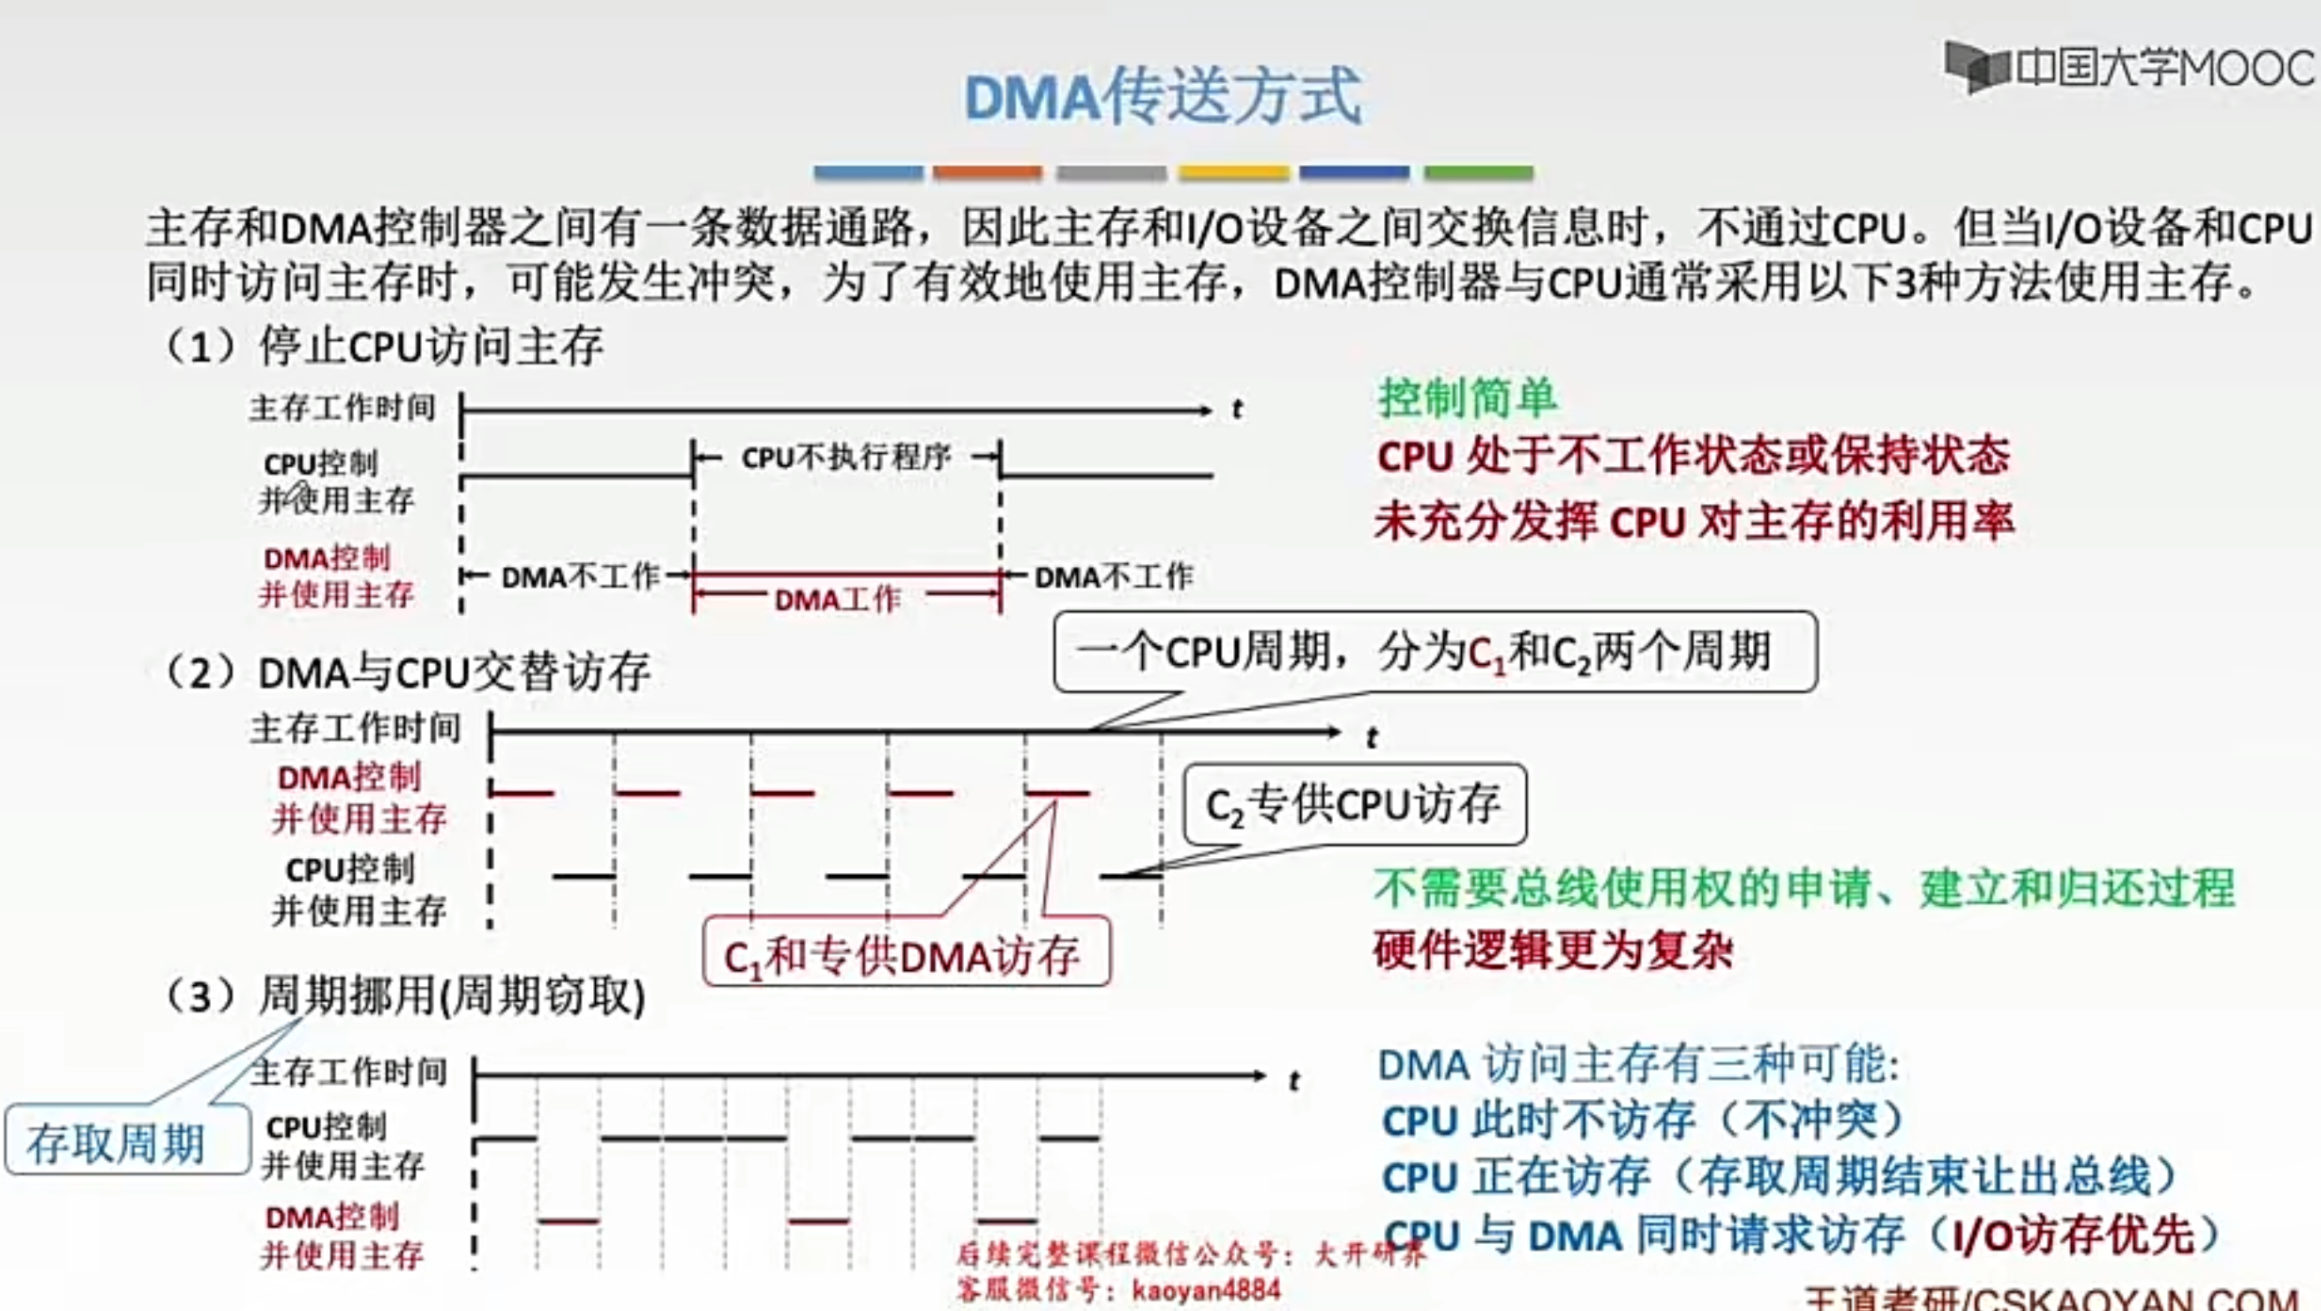 中国大学MOOC
DMA传送方式
主存和DMA控制器之间有一条数据通路，因此主存和I/O设备之间交换信息时，不通过CPU。但当I/O设备和CPU
同时访问主存时，可能发生冲突，为了有效地使用主存，DMA控制器与CPU通常采用以下3种方法使用主存。
（1）停止CPU访问主存
主存工作时间
t
CPU控制
并使用主存
CPU不执行程序
DMA控制
并使用主存
DMA不工作
DMA工作
DMA不工作
控制简单
CPU 处于不工作状态或保持状态
未充分发挥 CPU 对主存的利用率
（2）DMA与CPU交替访存
一个CPU周期，分为C1和C2两个周期
主存工作时间
t
DMA控制
并使用主存
C2专供CPU访存
CPU控制
并使用主存
C1和专供DMA访存
不需要总线使用权的申请、建立和归还过程
硬件逻辑更为复杂
（3）周期挪用(周期窃取)
存取周期
主存工作时间
t
CPU控制
并使用主存
DMA控制
并使用主存
DMA 访问主存有三种可能:
CPU 此时不访存（不冲突）
CPU 正在访存（存取周期结束让出总线）
CPU 与 DMA 同时请求访存（I/O访存优先）
后续完整课程微信公众号：大开研界
客服微信号：kaoyan4884
王道考研/CSKAOYAN.COM